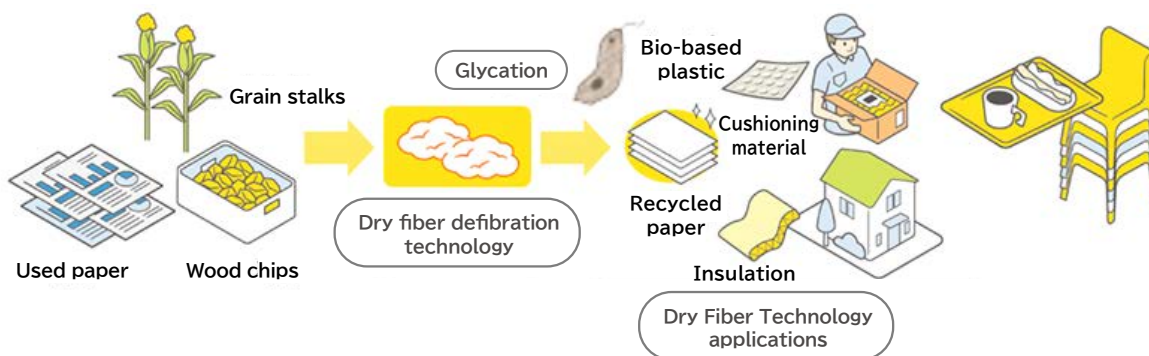 Grain stalks
Used paper
Wood chips
Glycation
Dry fiber defibration
technology
Bio-based
plastic
Cushioning
material
Recycled
paper
Insulation
Dry Fiber Technology
applications